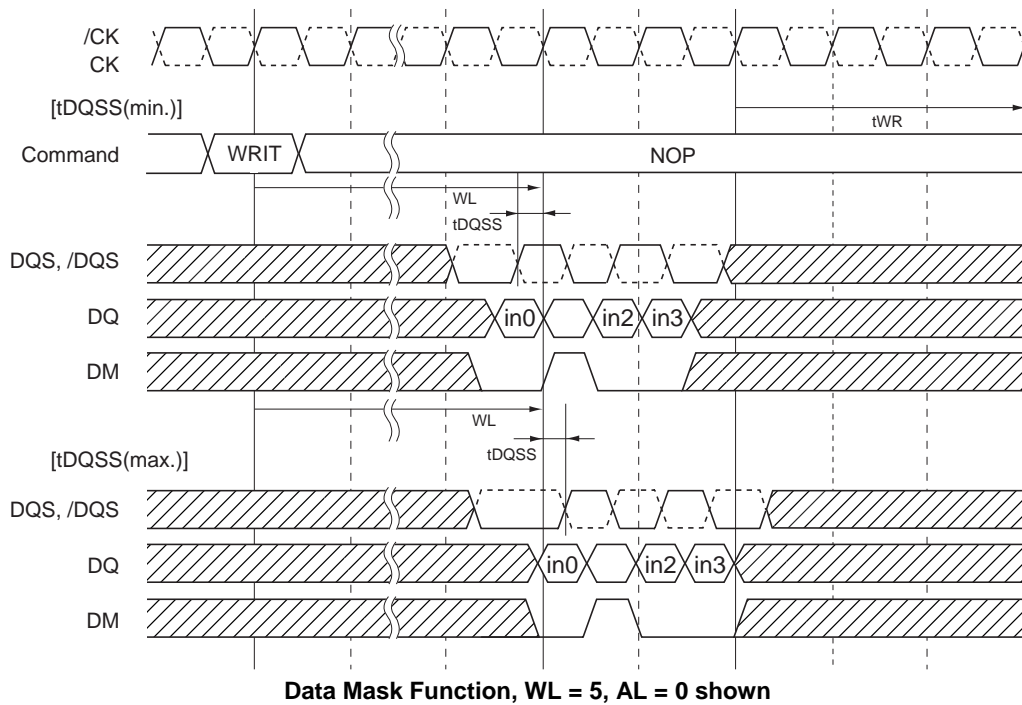 /CK
CK
[tDQSS(min.)]
tWR
Command
WRIT
NOP
WL
tDQSS
DQS, /DQS
DQ
in0
in2
in3
DM
WL
tDQSS
[tDQSS(max.)]
DQS, /DQS
DQ
in0
in2
in3
DM
Data Mask Function, WL = 5, AL = 0 shown